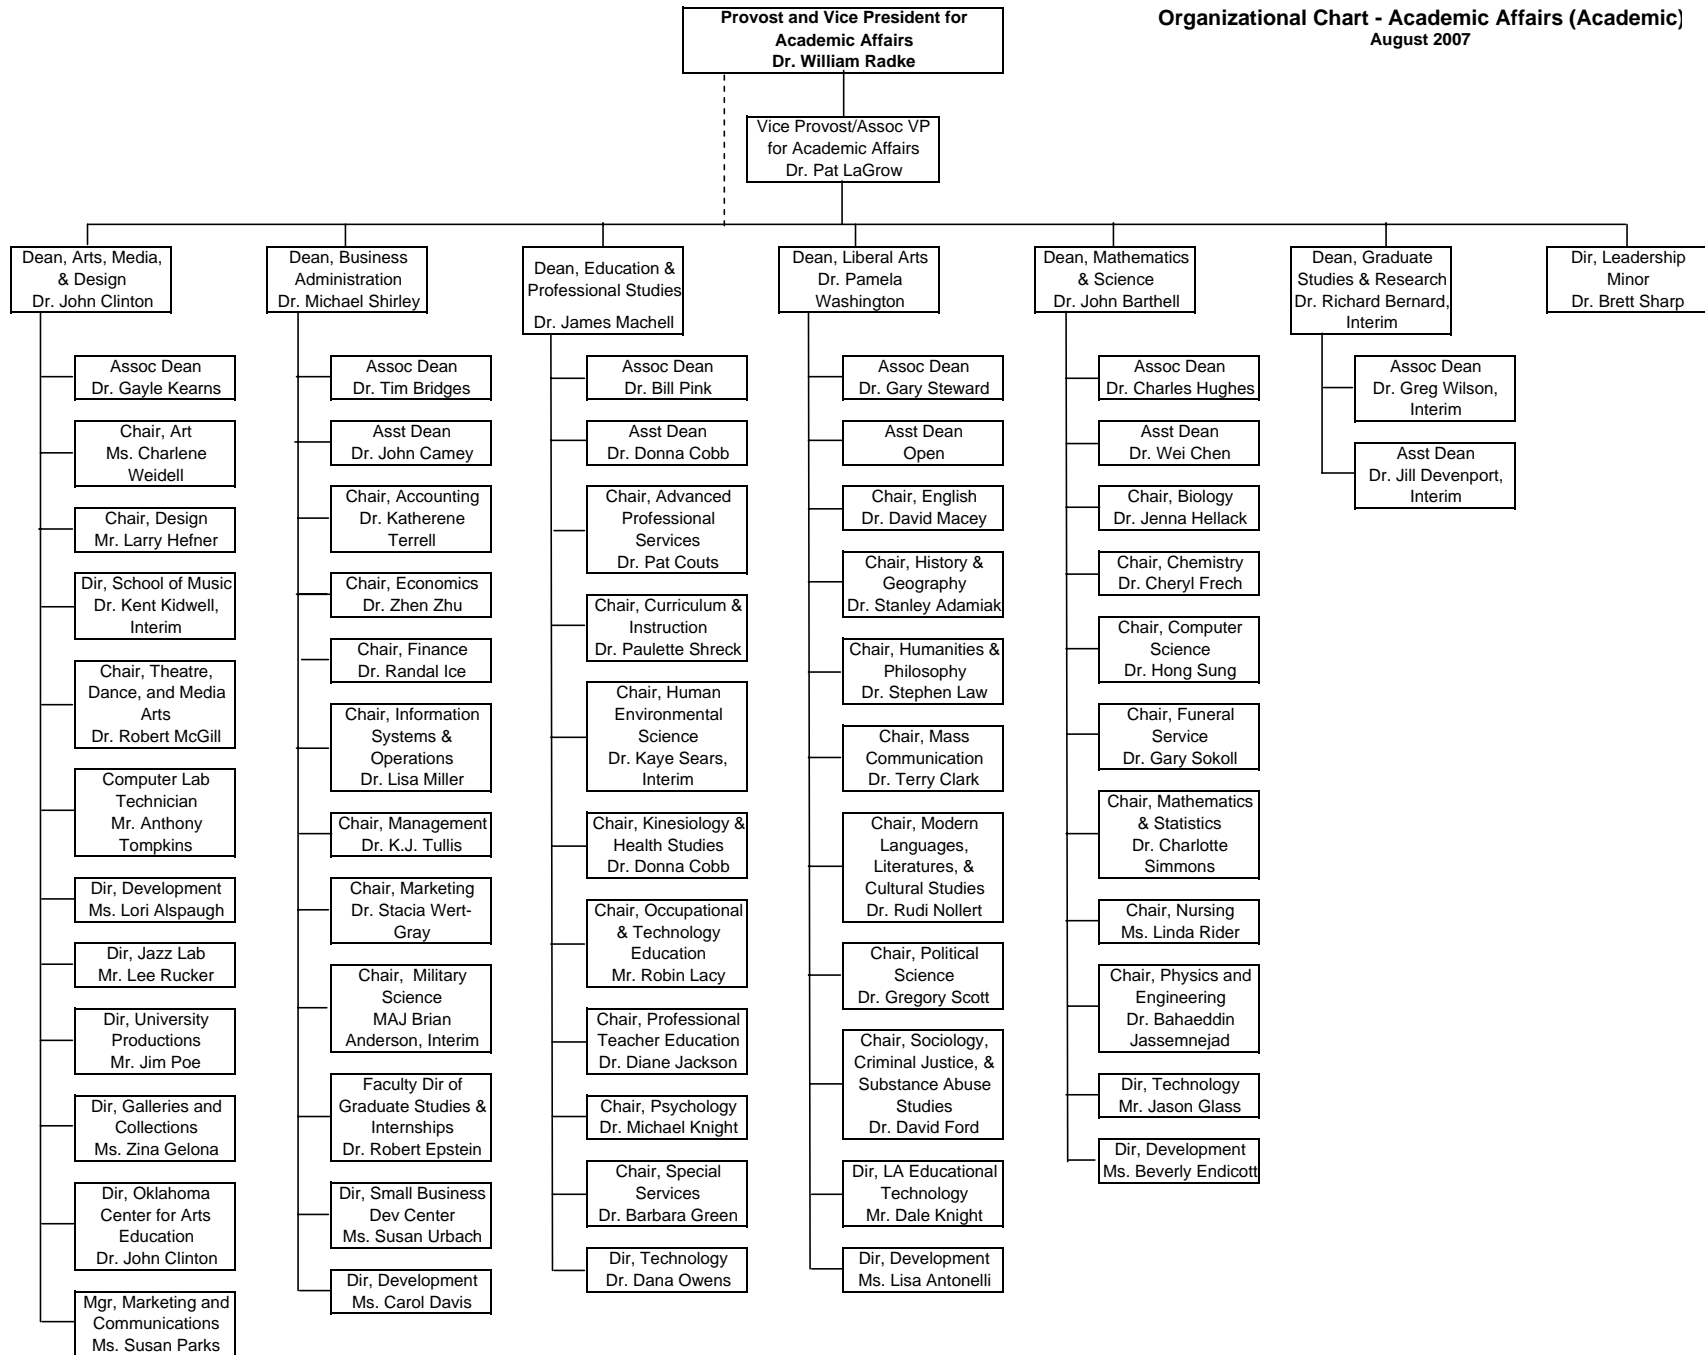 Provost and Vice President for
Academic Affairs
Dr. William Radke
Organizational Chart - Academic Affairs (Academic)
August 2007
Vice Provost/Assoc VP
for Academic Affairs
Dr. Pat LaGrow
Dean, Arts, Media,
& Design
Dr. John Clinton
Assoc Dean
Dr. Gayle Kearns
Chair, Art
Ms. Charlene
Weidell
Chair, Design
Mr. Larry Hefner
Dir, School of Music
Dr. Kent Kidwell,
Interim
Chair, Theatre,
Dance, and Media
Arts
Dr. Robert McGill
Computer Lab
Technician
Mr. Anthony
Tompkins
Dir, Development
Ms. Lori Alspaugh
Dir, Jazz Lab
Mr. Lee Rucker
Dir, University
Productions
Mr. Jim Poe
Dir, Galleries and
Collections
Ms. Zina Gelona
Dir, Oklahoma
Center for Arts
Education
Dr. John Clinton
Mgr, Marketing and
Communications
Ms. Susan Parks
Dean, Business
Administration
Dr. Michael Shirley
Assoc Dean
Dr. Tim Bridges
Asst Dean
Dr. John Camey
Chair, Accounting
Dr. Katherene
Terrell
Chair, Economics
Dr. Zhen Zhu
Chair, Finance
Dr. Randal Ice
Chair, Information
Systems &
Operations
Dr. Lisa Miller
Chair, Management
Dr. K.J. Tullis
Chair, Marketing
Dr. Stacia Wert-
Gray
Chair, Military
Science
MAJ Brian
Anderson, Interim
Faculty Dir of
Graduate Studies &
Internships
Dr. Robert Epstein
Dir, Small Business
Dev Center
Ms. Susan Urbach
Dir, Development
Ms. Carol Davis
Dean, Education &
Professional Studies
Dr. James Machell
Assoc Dean
Dr. Bill Pink
Asst Dean
Dr. Donna Cobb
Chair, Advanced
Professional
Services
Dr. Pat Couts
Chair, Curriculum &
Instruction
Dr. Paulette Shreck
Chair, Human
Environmental
Science
Dr. Kaye Sears,
Interim
Chair, Kinesiology &
Health Studies
Dr. Donna Cobb
Chair, Occupational
& Technology
Education
Mr. Robin Lacy
Chair, Professional
Teacher Education
Dr. Diane Jackson
Chair, Psychology
Dr. Michael Knight
Chair, Special
Services
Dr. Barbara Green
Dir, Technology
Dr. Dana Owens
Dean, Liberal Arts
Dr. Pamela
Washington
Assoc Dean
Dr. Gary Steward
Asst Dean
Open
Chair, English
Dr. David Macey
Chair, History &
Geography
Dr. Stanley Adamiak
Chair, Humanities &
Philosophy
Dr. Stephen Law
Chair, Mass
Communication
Dr. Terry Clark
Chair, Modern
Languages,
Literatures, &
Cultural Studies
Dr. Rudi Nollert
Chair, Political
Science
Dr. Gregory Scott
Chair, Sociology,
Criminal Justice, &
Substance Abuse
Studies
Dr. David Ford
Dir, LA Educational
Technology
Mr. Dale Knight
Dir, Development
Ms. Lisa Antonelli
Dean, Mathematics
& Science
Dr. John Barthell
Assoc Dean
Dr. Charles Hughes
Asst Dean
Dr. Wei Chen
Chair, Biology
Dr. Jenna Hellack
Chair, Chemistry
Dr. Cheryl Frech
Chair, Computer
Science
Dr. Hong Sung
Chair, Funeral
Service
Dr. Gary Sokoll
Chair, Mathematics
& Statistics
Dr. Charlotte
Simmons
Chair, Nursing
Ms. Linda Rider
Chair, Physics and
Engineering
Dr. Bahaeddin
Jassemnejad
Dir, Technology
Mr. Jason Glass
Dir, Development
Ms. Beverly Endicott
Dean, Graduate
Studies & Research
Dr. Richard Bernard,
Interim
Assoc Dean
Dr. Greg Wilson,
Interim
Asst Dean
Dr. Jill Devenport,
Interim
Dir, Leadership
Minor
Dr. Brett Sharp